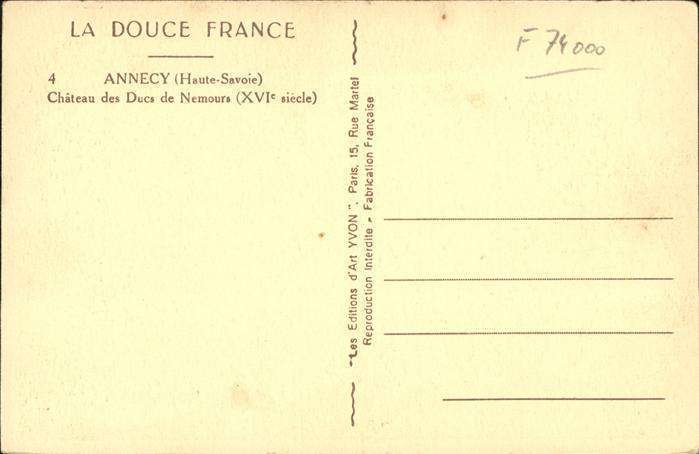 LA DOUCE FRANCE
4 ANNECY (Haute-Savoie)
Château des Ducs de Nemours (XVIe siècle)
"Les Editions d'Art YVON", Paris, 15, Rue Martel
Reproduction Interdite - Fabrication Française
F 74000